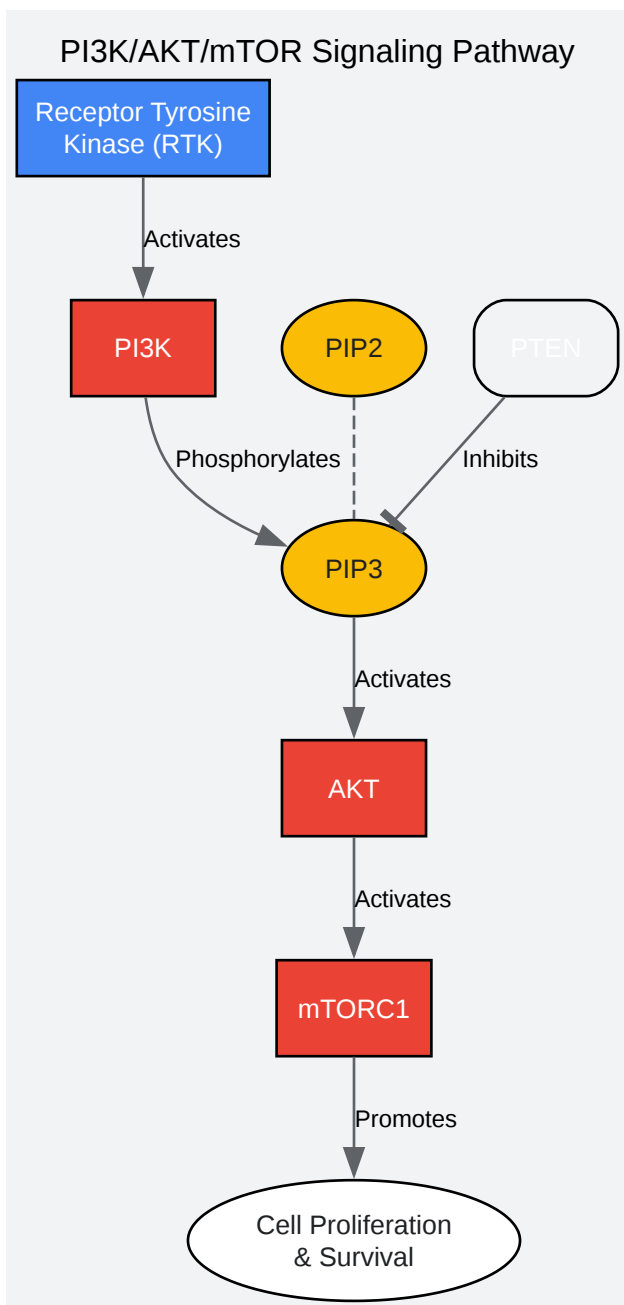 PI3K/AKT/mTOR Signaling Pathway
Receptor Tyrosine
Kinase (RTK)
Activates
PI3K
PIP2
PTEN
Phosphorylates
Inhibits
PIP3
Activates
AKT
Activates
mTORC1
Promotes
Cell Proliferation
& Survival